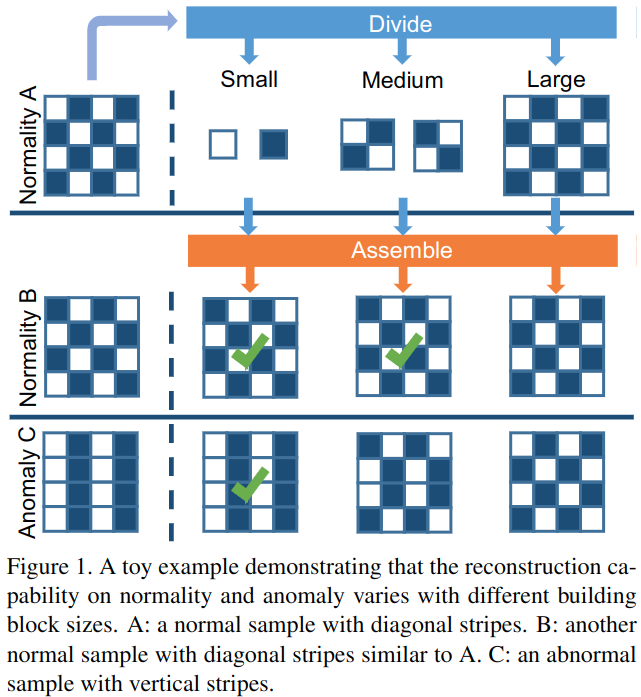 Divide
Small
Medium
Large
Normality A
Assemble
Normality B
Anomaly C
Figure 1. A toy example demonstrating that the reconstruction ca-
pability on normality and anomaly varies with different building
block sizes. A: a normal sample with diagonal stripes. B: another
normal sample with diagonal stripes similar to A. C: an abnormal
sample with vertical stripes.